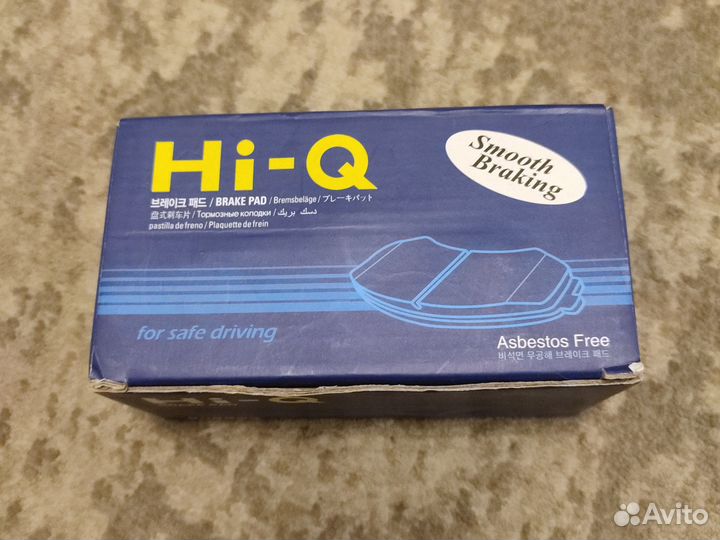 Hi-Q
Smooth
Braking
브레이크 패드 / BRAKE PAD / Bremsbeläge / ブレーキパット
盘式刹车片 / Тормозные колодки / دسك بريك
pastilla de freno / Plaquette de frein
for safe driving
Asbestos Free
비석면 무공해 브레이크 패드
Hi-Q
Avito